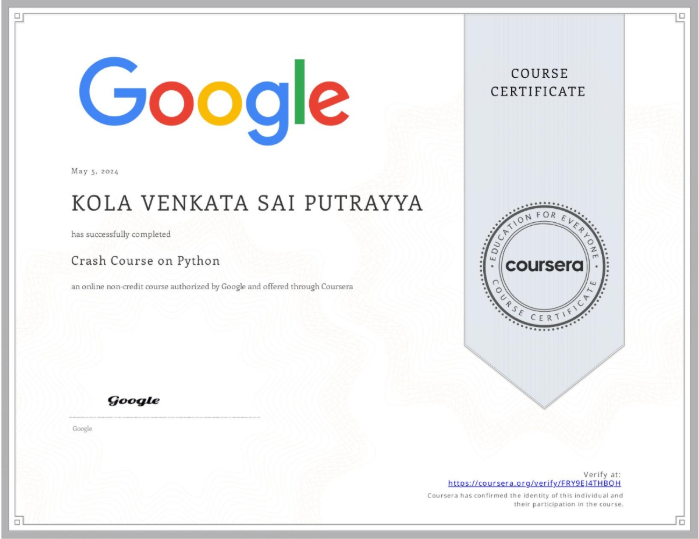 Google
COURSE
CERTIFICATE
May 5, 2024
KOLA VENKATA SAI PUTRAYYA
has successfully completed
Crash Course on Python
an online non-credit course authorized by Google and offered through Coursera
EDUCATION FOR EVERYONE
coursera
COURSE CERTIFICATE
Google
Google
Verify at:
https://coursera.org/verify/FRY9EJ4THBQH
Coursera has confirmed the identity of this individual and
their participation in the course.